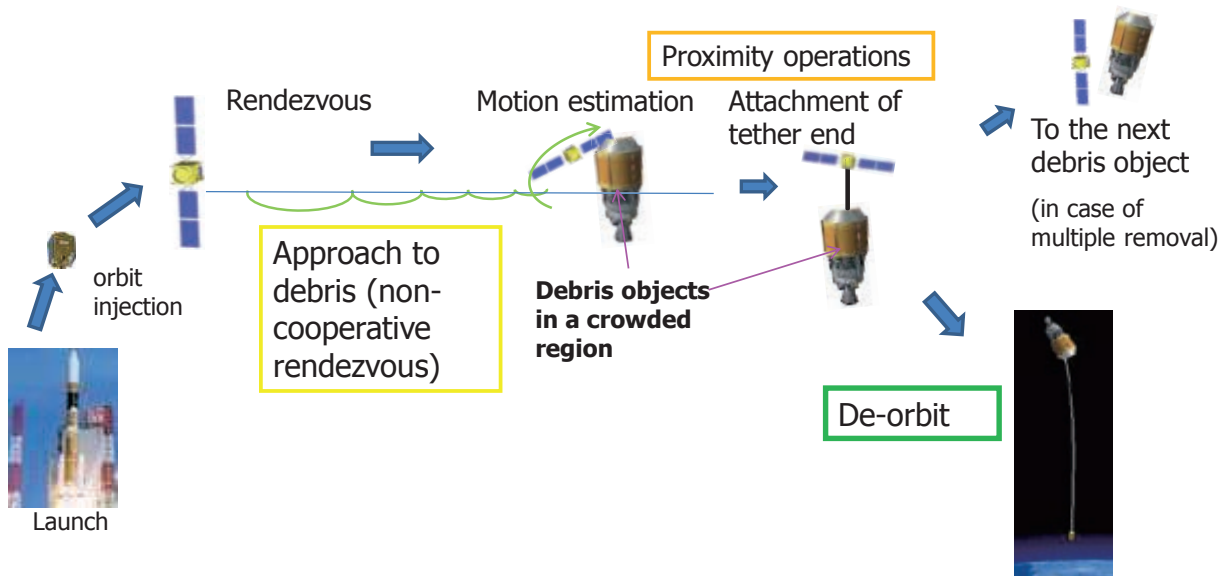 Proximity operations
Rendezvous
Motion estimation
Attachment of
tether end
To the next
debris object
(in case of
multiple removal)
orbit
injection
Approach to
debris (non-
cooperative
rendezvous)
Debris objects
in a crowded
region
De-orbit
Launch